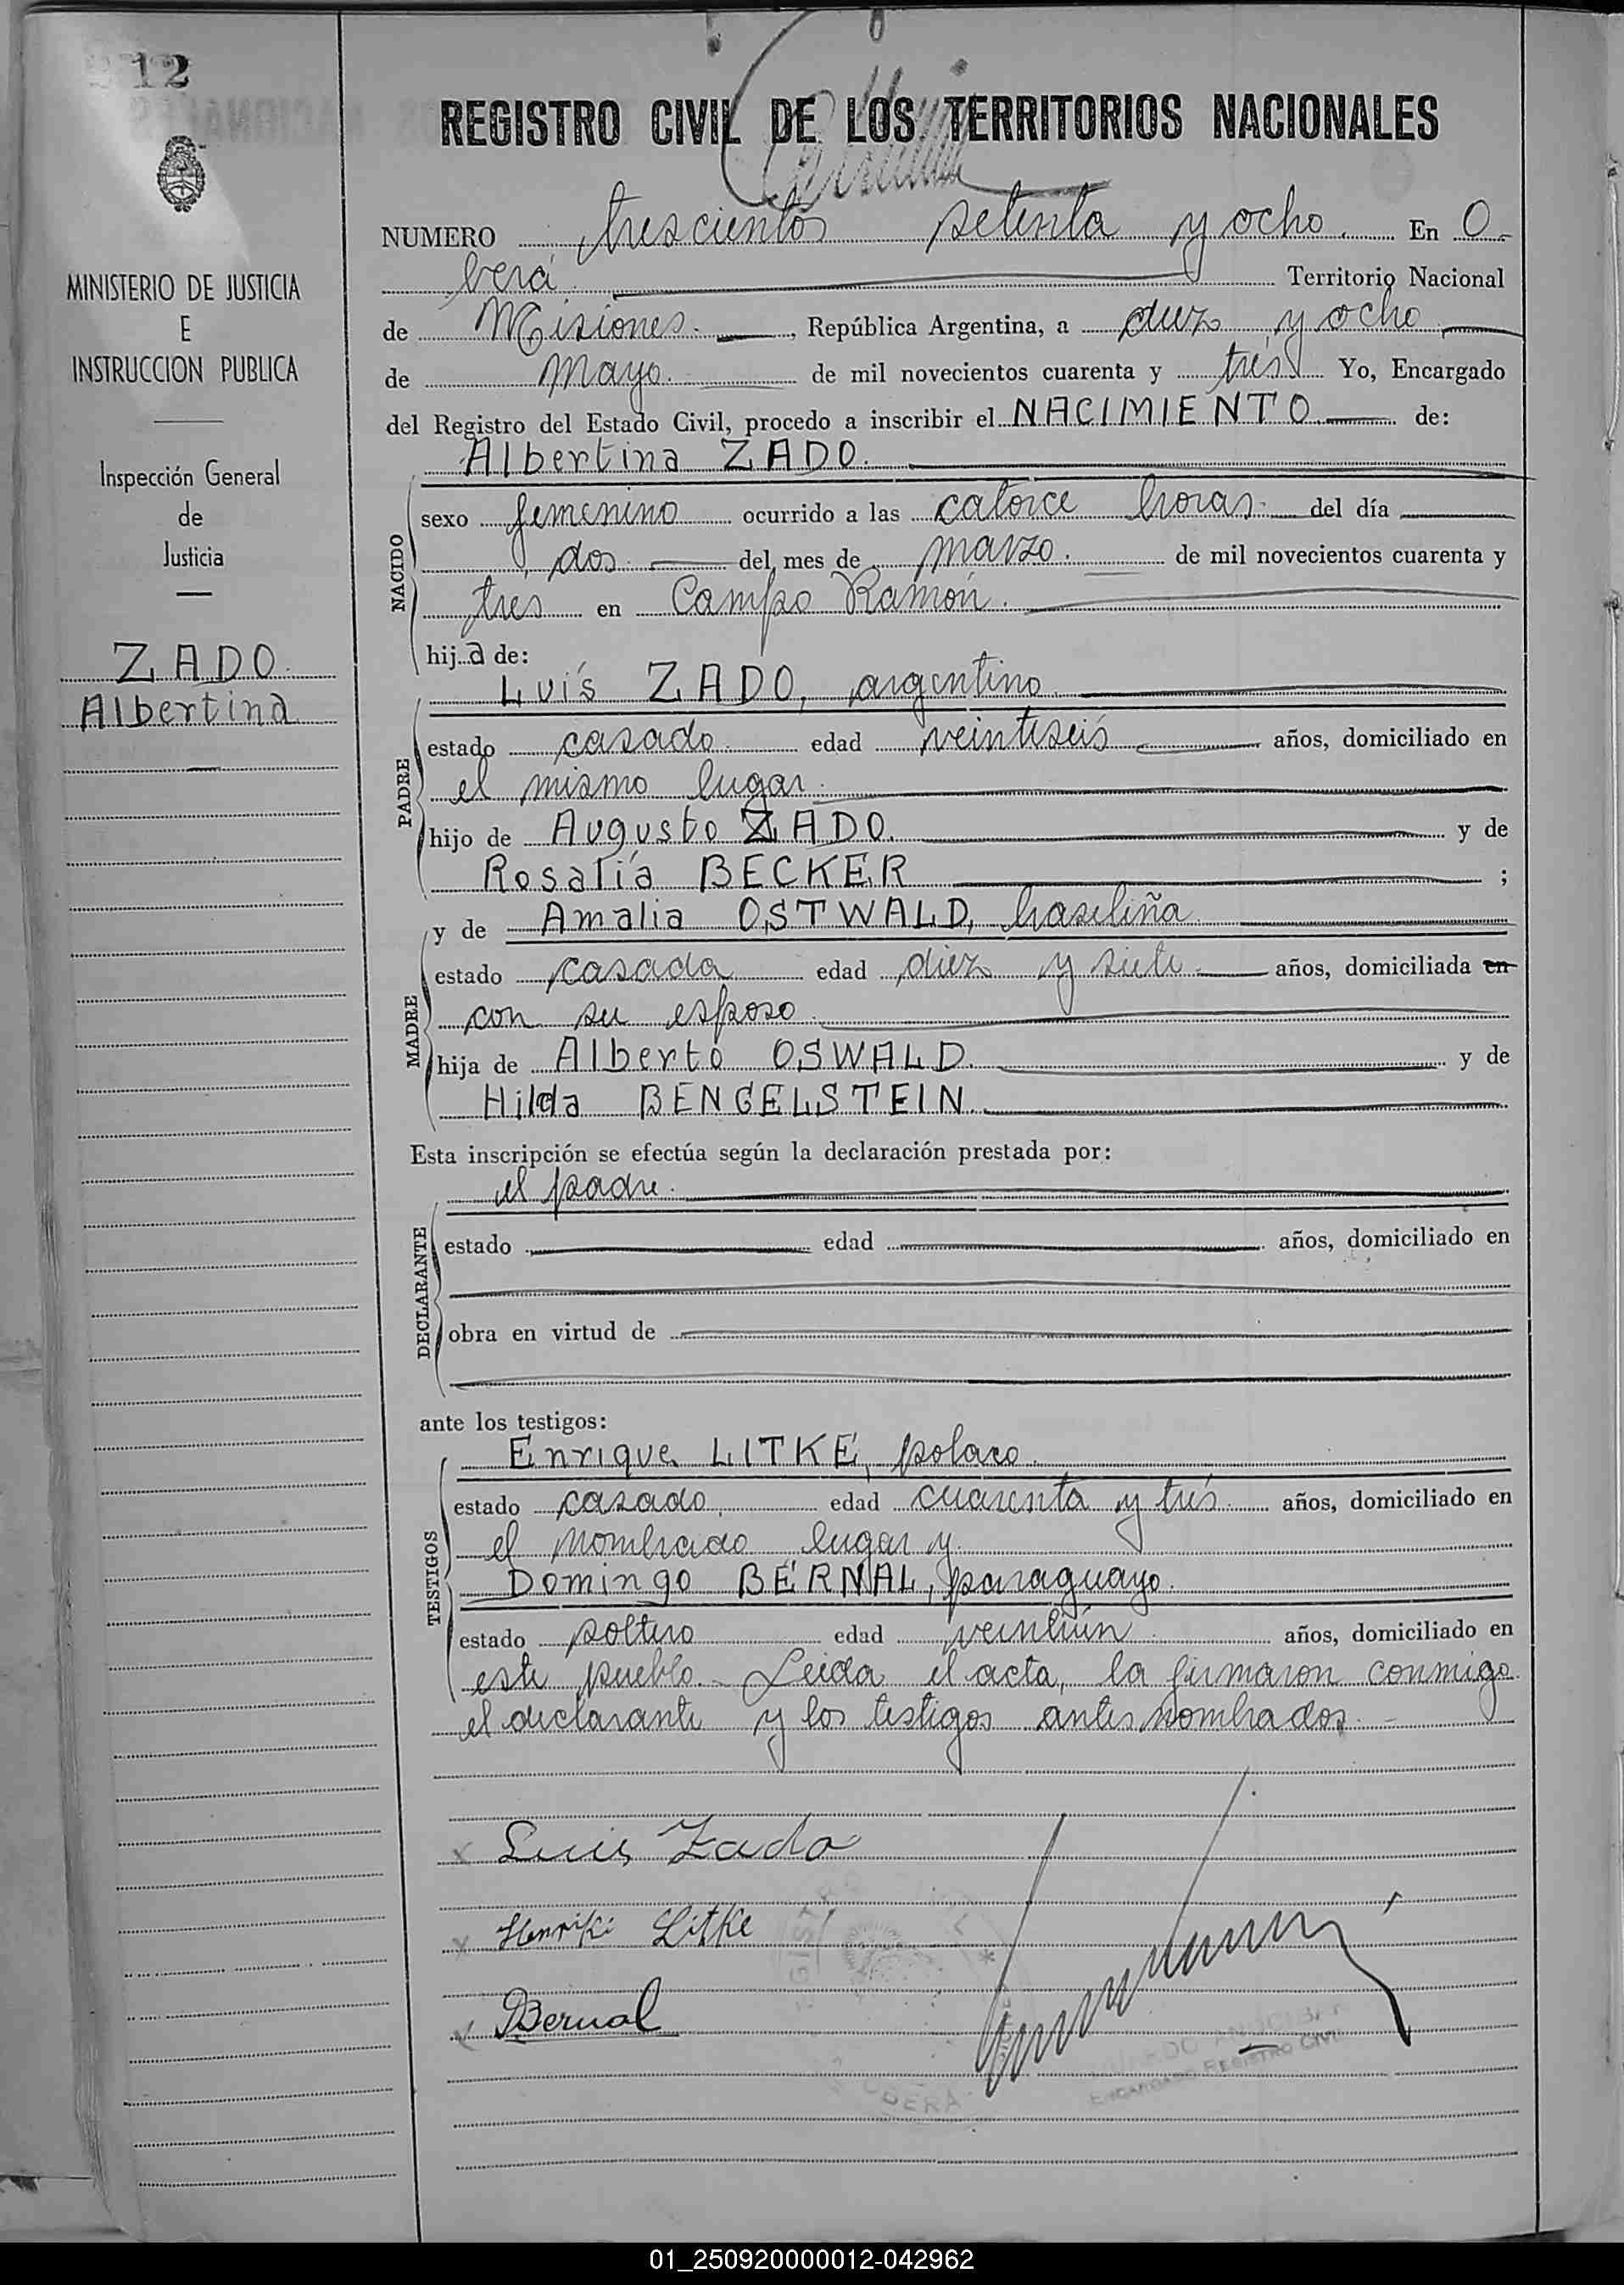 12
REGISTRO CIVIL DE LOS TERRITORIOS NACIONALES
MINISTERIO DE JUSTICIA
E
INSTRUCCION PUBLICA
Inspección General
de
Justicia
ZADO
Albertina
NUMERO trescientos setenta y ocho. En O-
berá Territorio Nacional
de Misiones. , República Argentina, a diez y ocho
de Mayo. de mil novecientos cuarenta y trés Yo, Encargado
del Registro del Estado Civil, procedo a inscribir el NACIMIENTO de:
Albertina ZADO.
NACIDO
sexo femenino ocurrido a las catorce horas. del día
dos. del mes de marzo. de mil novecientos cuarenta y
tres en Campo Ramón.
hij a de:
PADRE
Luís ZADO, argentino.
estado casado. edad veintiseis años, domiciliado en
el mismo lugar.
hijo de Augusto ZADO. y de
Rosalía BECKER ;
MADRE
y de Amalia OSTWALD, brasileña
estado casada edad diez y siete. años, domiciliada en
con su esposo.
hija de Alberto OSWALD. y de
Hilda BENGELSTEIN.
Esta inscripción se efectúa según la declaración prestada por:
DECLARANTE
el padre.
estado edad años, domiciliado en
obra en virtud de
ante los testigos:
TESTIGOS
Enrique LITKE, polaco.
estado casado, edad cuarenta y trés. años, domiciliado en
el nombrado lugar y
Domingo BERNAL, paraguayo.
estado soltero edad veintiún años, domiciliado en
este pueblo.- Leida el acta, la firmaron conmigo
el declarante y los testigos antes nombrados.-
x Luis Zado
x Henriki Litke
x Bernal
ENCARGADO REGISTRO CIVIL
OBERÁ
01_250920000012-042962